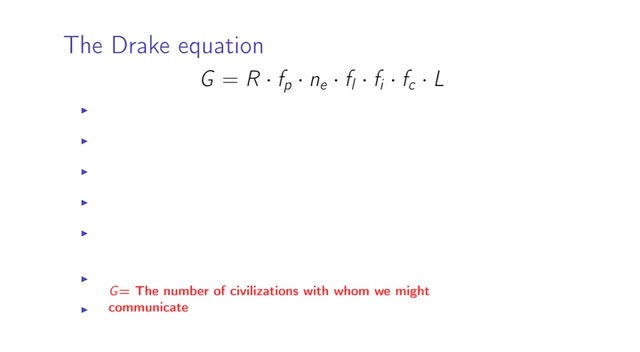 The Drake equation
G = R · f_p · n_e · f_l · f_i · f_c · L
G= The number of civilizations with whom we might
communicate